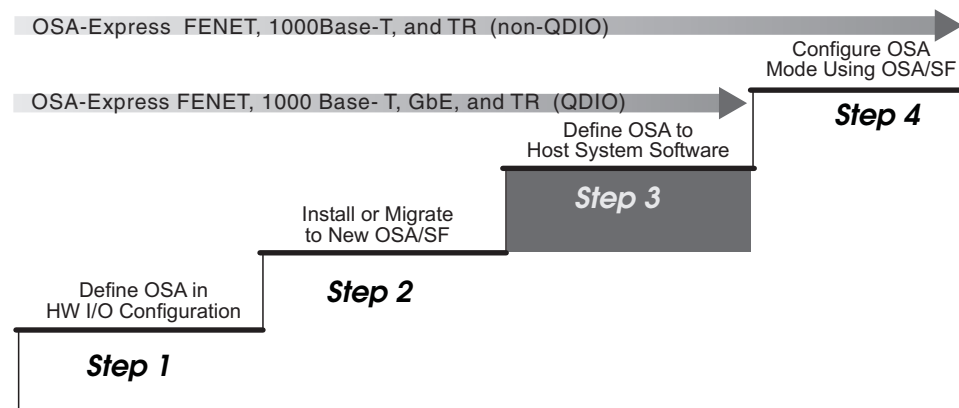 OSA-Express FENET, 1000Base-T, and TR (non-QDIO)
Configure OSA
Mode Using OSA/SF
Step 4
OSA-Express FENET, 1000 Base- T, GbE, and TR (QDIO)
Define OSA to
Host System Software
Step 3
Install or Migrate
to New OSA/SF
Step 2
Define OSA in
HW I/O Configuration
Step 1